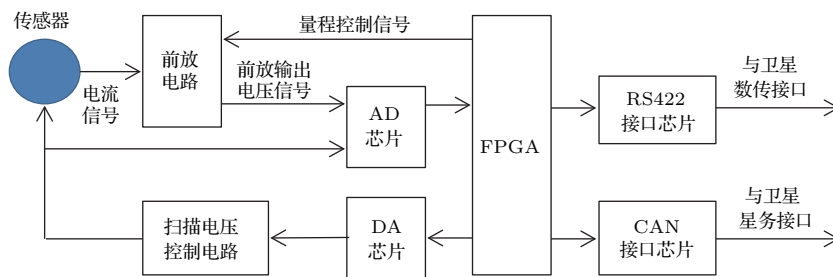 传感器
量程控制信号
前放
电路
前放输出
电压信号
电流
信号
AD
芯片
FPGA
RS422
接口芯片
与卫星
数传接口
扫描电压
控制电路
DA
芯片
CAN
接口芯片
与卫星
星务接口